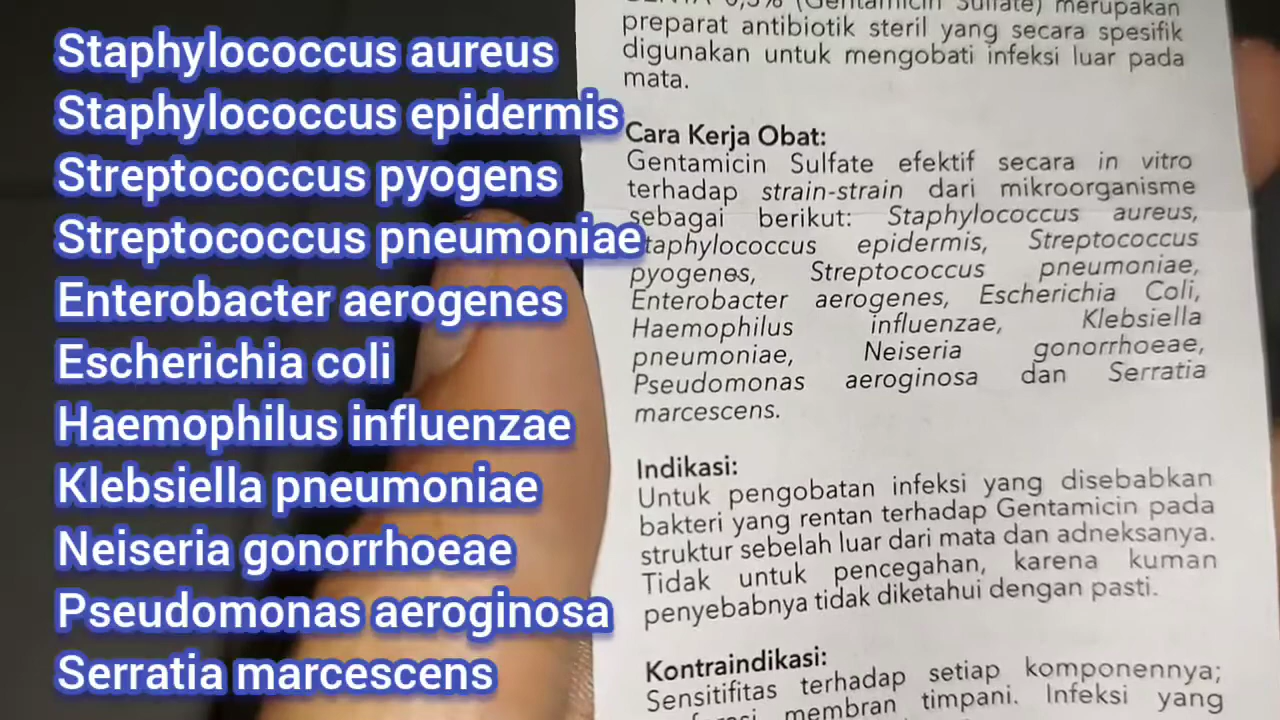 Staphylococcus aureus
Staphylococcus epidermis
Streptococcus pyogens
Streptococcus pneumoniae
Enterobacter aerogenes
Escherichia coli
Haemophilus influenzae
Klebsiella pneumoniae
Neiseria gonorrhoeae
Pseudomonas aeroginosa
Serratia marcescens
0,3% (Gentamicin Sulfate) merupakan
preparat antibiotik steril yang secara spesifik
digunakan untuk mengobati infeksi luar pada
mata.
Cara Kerja Obat:
Gentamicin Sulfate efektif secara in vitro
terhadap strain-strain dari mikroorganisme
sebagai berikut: Staphylococcus aureus,
taphylococcus epidermis, Streptococcus
pyogenes, Streptococcus pneumoniae,
Enterobacter aerogenes, Escherichia Coli,
Haemophilus influenzae, Klebsiella
pneumoniae, Neiseria gonorrhoeae,
Pseudomonas aeroginosa dan Serratia
marcescens.
Indikasi:
Untuk pengobatan infeksi yang disebabkan
bakteri yang rentan terhadap Gentamicin pada
struktur sebelah luar dari mata dan adneksanya.
Tidak untuk pencegahan, karena kuman
penyebabnya tidak diketahui dengan pasti.
Kontraindikasi:
Sensitifitas terhadap setiap komponennya;
membran timpani. Infeksi yang